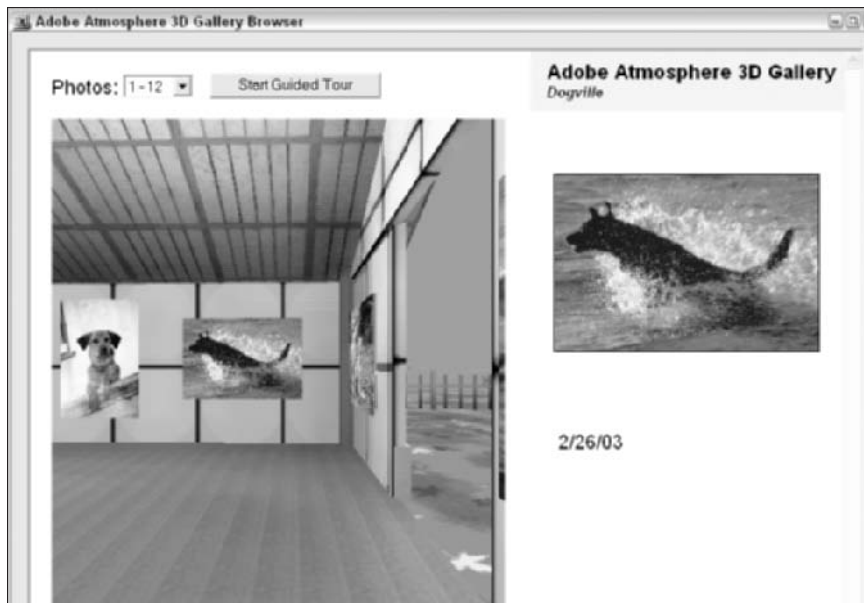 Adobe Atmosphere 3D Gallery Browser
Photos: 1-12 Start Guided Tour
Adobe Atmosphere 3D Gallery
Dogville
2/26/03